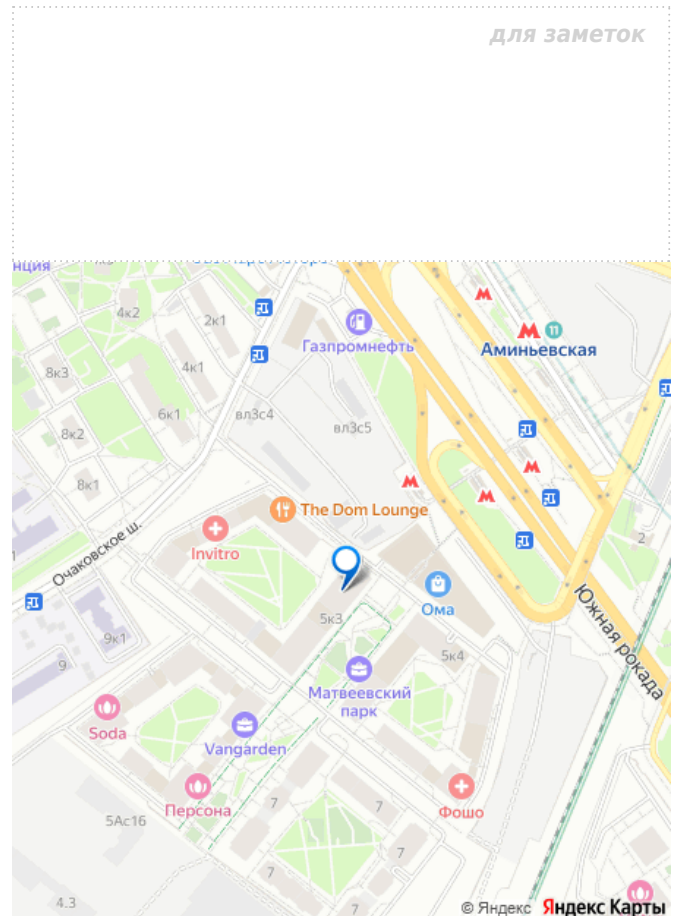 для заметок
нция
4к2
2к1
Газпромнефть
11
Аминьевская
8к3
4к1
6к1
вл3с4
вл3с5
8к2
8к1
The Dom Lounge
Invitro
Очаковское ш.
2
1
Ома
5к3
5к4
Южная рокада
9к1
9
Матвеевский
парк
Soda
Vangarden
Персона
7
7
Фошо
5Ас16
7
7
4.3
© Яндекс Яндекс Карты